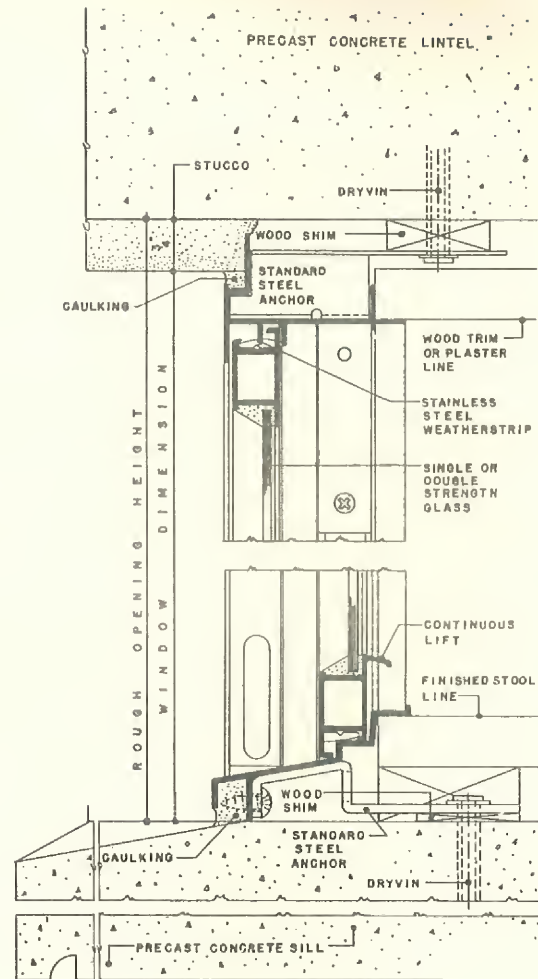 PRECAST CONCRETE LINTEL
STUCCO
DRYVIN
WOOD SHIM
STANDARD
STEEL
ANCHOR
CAULKING
WOOD TRIM
OR PLASTER
LINE
STAINLESS
STEEL
WEATHERSTRIP
SINGLE OR
DOUBLE
STRENGTH
GLASS
ROUGH OPENING HEIGHT
WINDOW DIMENSION
CONTINUOUS
LIFT
FINISHED STOOL
LINE
WOOD
SHIM
STANDARD
STEEL
ANCHOR
CAULKING
DRYVIN
PRECAST CONCRETE SILL